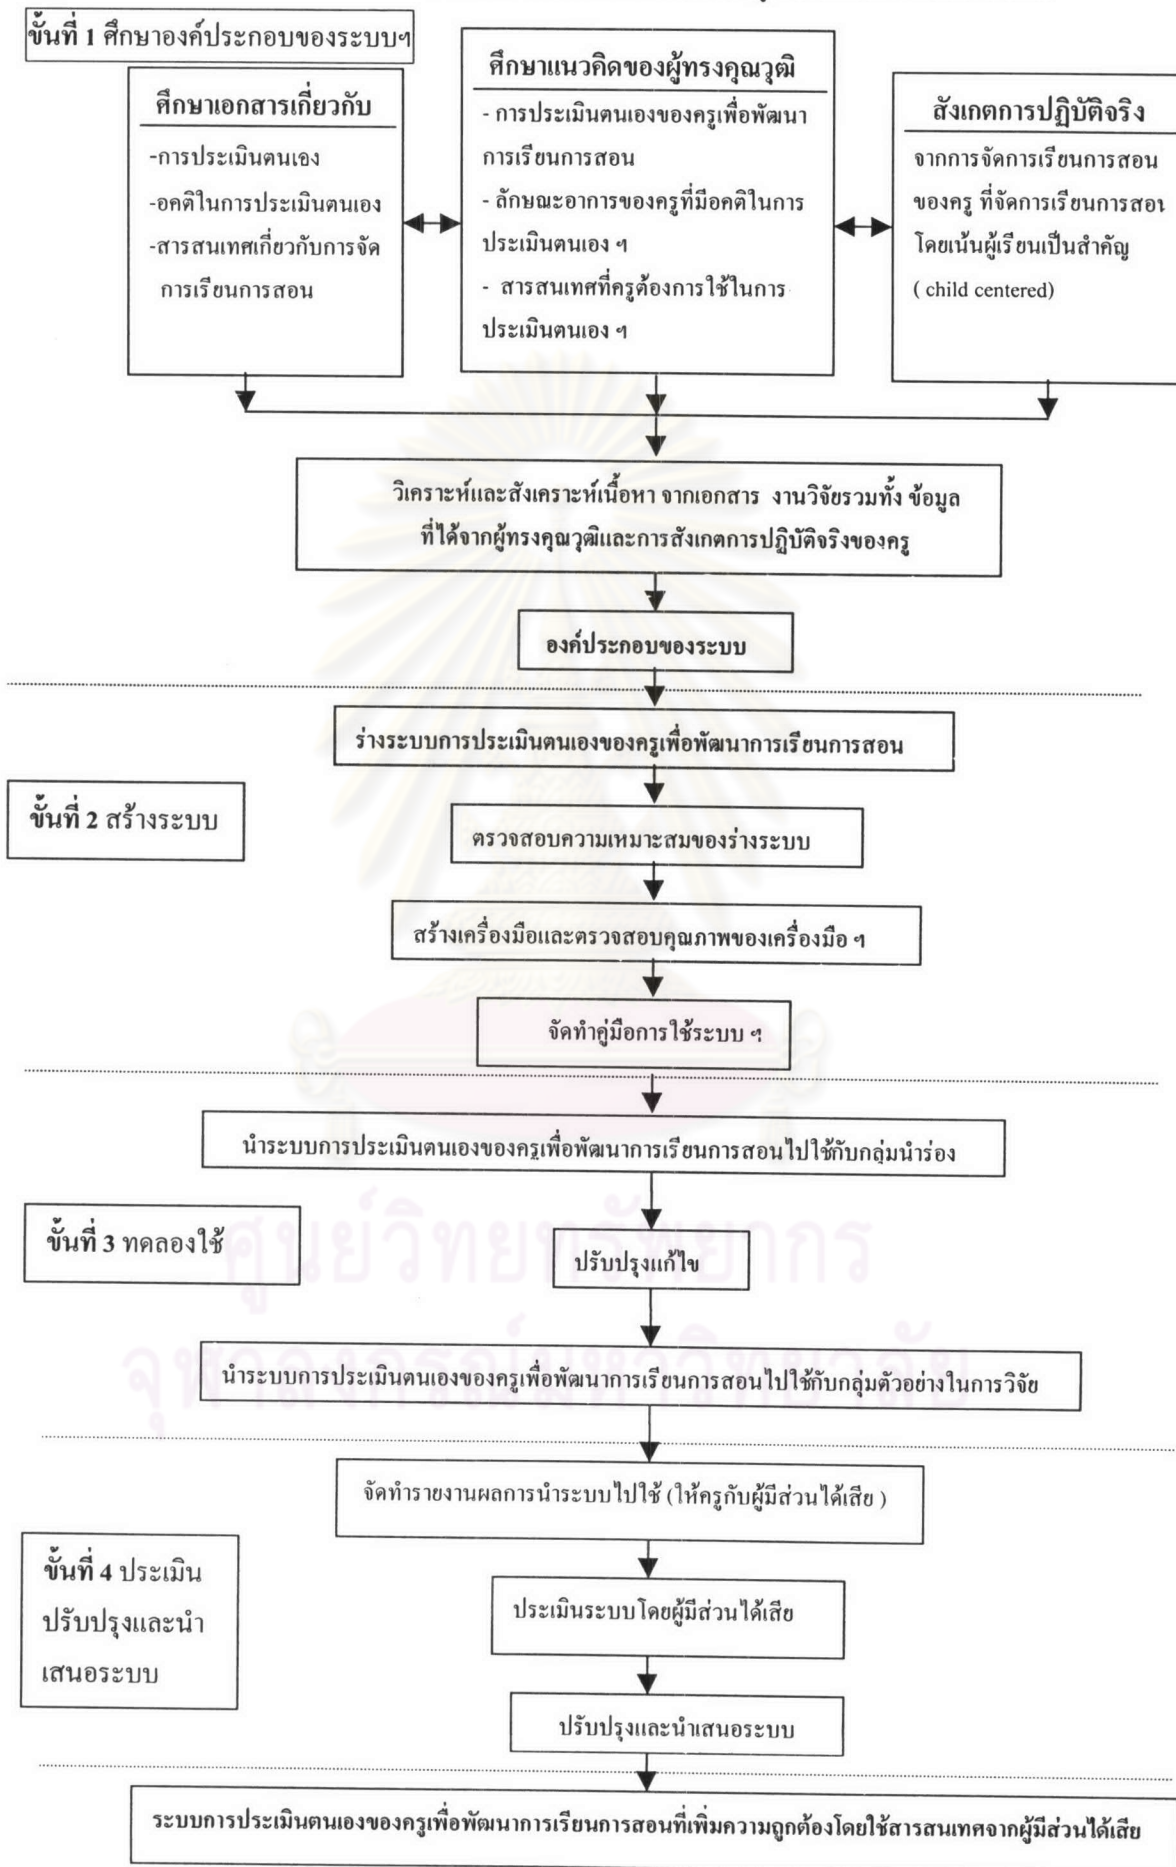 ขั้นที่ 1 ศึกษาองค์ประกอบของระบบฯ
ศึกษาเอกสารเกี่ยวกับ
-การประเมินตนเอง
-อคติในการประเมินตนเอง
-สารสนเทศเกี่ยวกับการจัด
การเรียนการสอน
ศึกษาแนวคิดของผู้ทรงคุณวุฒิ
- การประเมินตนเองของครูเพื่อพัฒนา
การเรียนการสอน
- ลักษณะอาการของครูที่มีอคติในการ
ประเมินตนเอง ฯ
- สารสนเทศที่ครูต้องการใช้ในการ
ประเมินตนเอง ฯ
สังเกตการปฏิบัติจริง
จากการจัดการเรียนการสอน
ของครู ที่จัดการเรียนการสอน
โดยเน้นผู้เรียนเป็นสำคัญ
( child centered)
วิเคราะห์และสังเคราะห์เนื้อหา จากเอกสาร งานวิจัยรวมทั้ง ข้อมูล
ที่ได้จากผู้ทรงคุณวุฒิและการสังเกตการปฏิบัติจริงของครู
องค์ประกอบของระบบ
ร่างระบบการประเมินตนเองของครูเพื่อพัฒนาการเรียนการสอน
ขั้นที่ 2 สร้างระบบ
ตรวจสอบความเหมาะสมของร่างระบบ
สร้างเครื่องมือและตรวจสอบคุณภาพของเครื่องมือ ฯ
จัดทำคู่มือการใช้ระบบ ฯ
นำระบบการประเมินตนเองของครูเพื่อพัฒนาการเรียนการสอนไปใช้กับกลุ่มนำร่อง
ขั้นที่ 3 ทดลองใช้
ปรับปรุงแก้ไข
ศูนย์วิทยทรัพยากร
นำระบบการประเมินตนเองของครูเพื่อพัฒนาการเรียนการสอนไปใช้กับกลุ่มตัวอย่างในการวิจัย
จุฬาลงกรณ์มหาวิทยาลัย
จัดทำรายงานผลการนำระบบไปใช้ (ให้ครูกับผู้มีส่วนได้เสีย )
ขั้นที่ 4 ประเมิน
ปรับปรุงและนำ
เสนอระบบ
ประเมินระบบโดยผู้มีส่วนได้เสีย
ปรับปรุงและนำเสนอระบบ
ระบบการประเมินตนเองของครูเพื่อพัฒนาการเรียนการสอนที่เพิ่มความถูกต้องโดยใช้สารสนเทศจากผู้มีส่วนได้เสีย